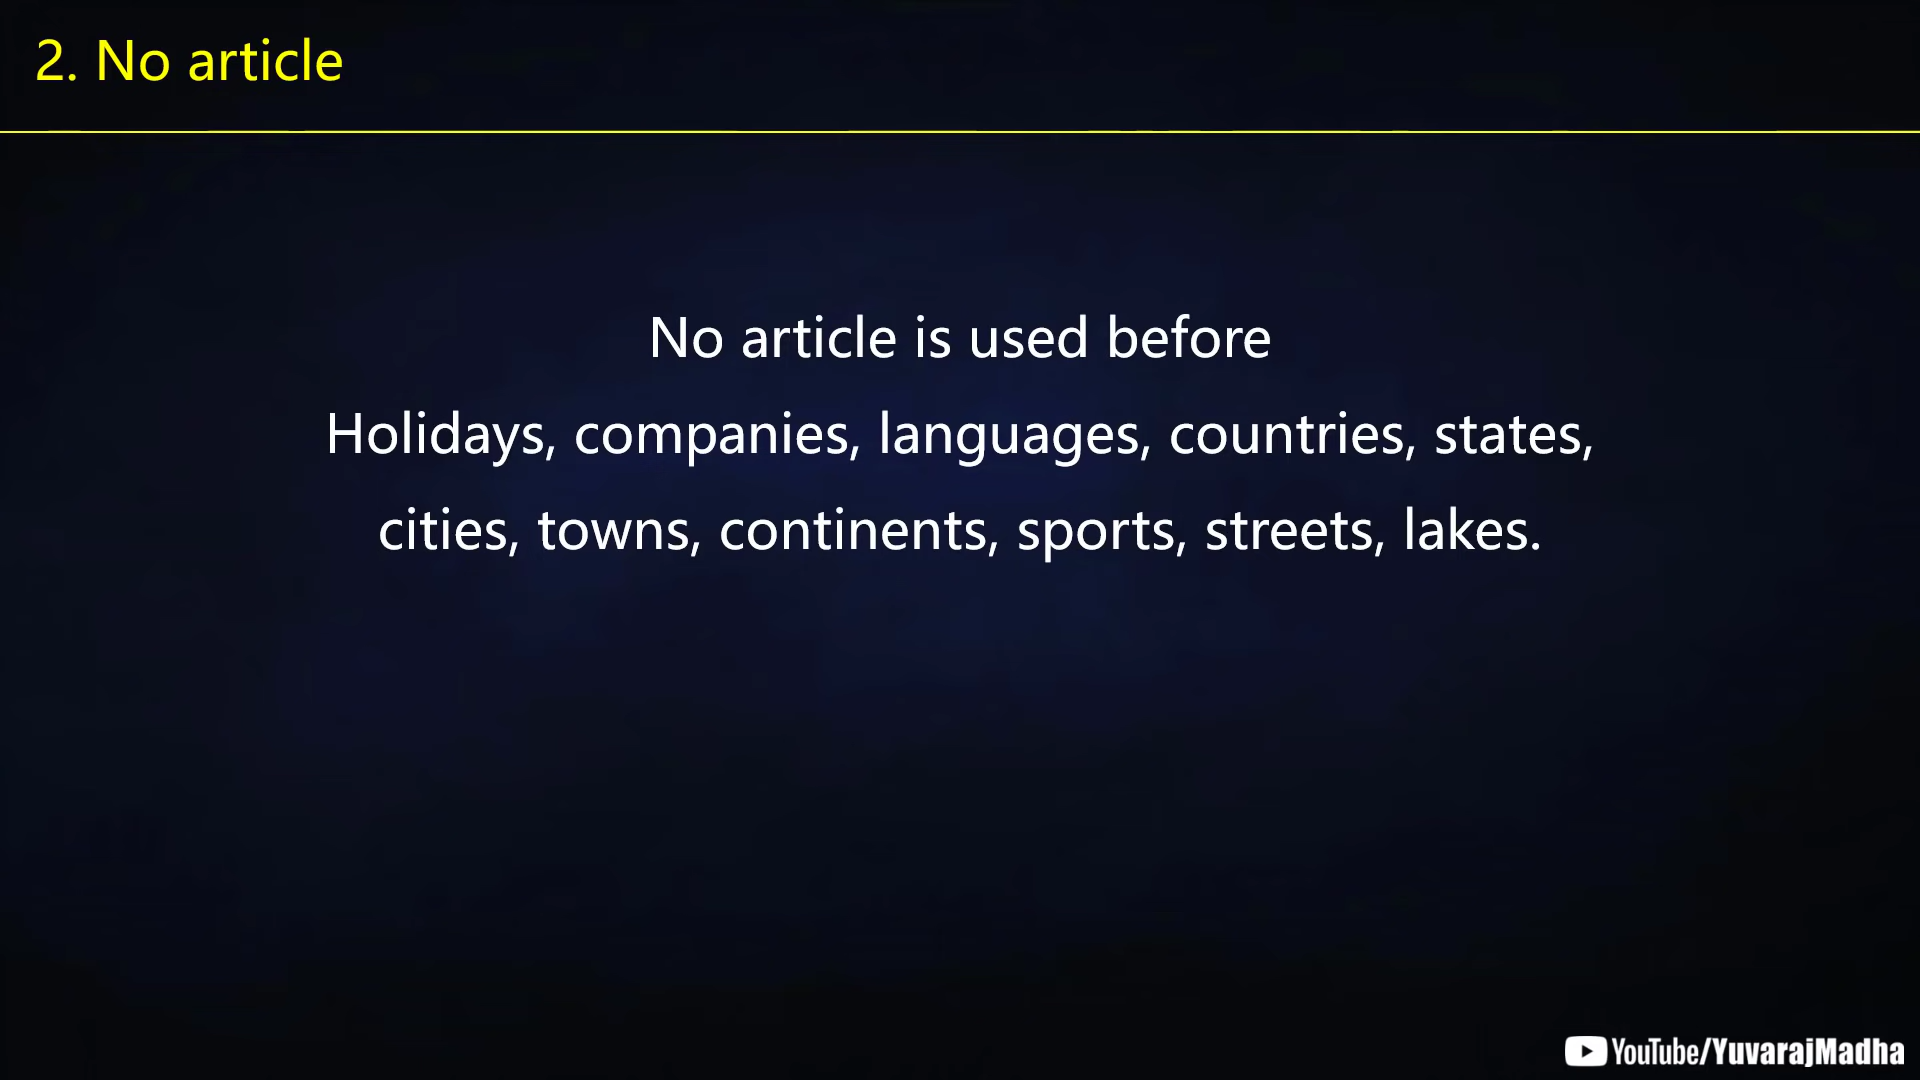 2. No article
No article is used before
Holidays, companies, languages, countries, states,
cities, towns, continents, sports, streets, lakes.
YouTube/YuvarajMadha